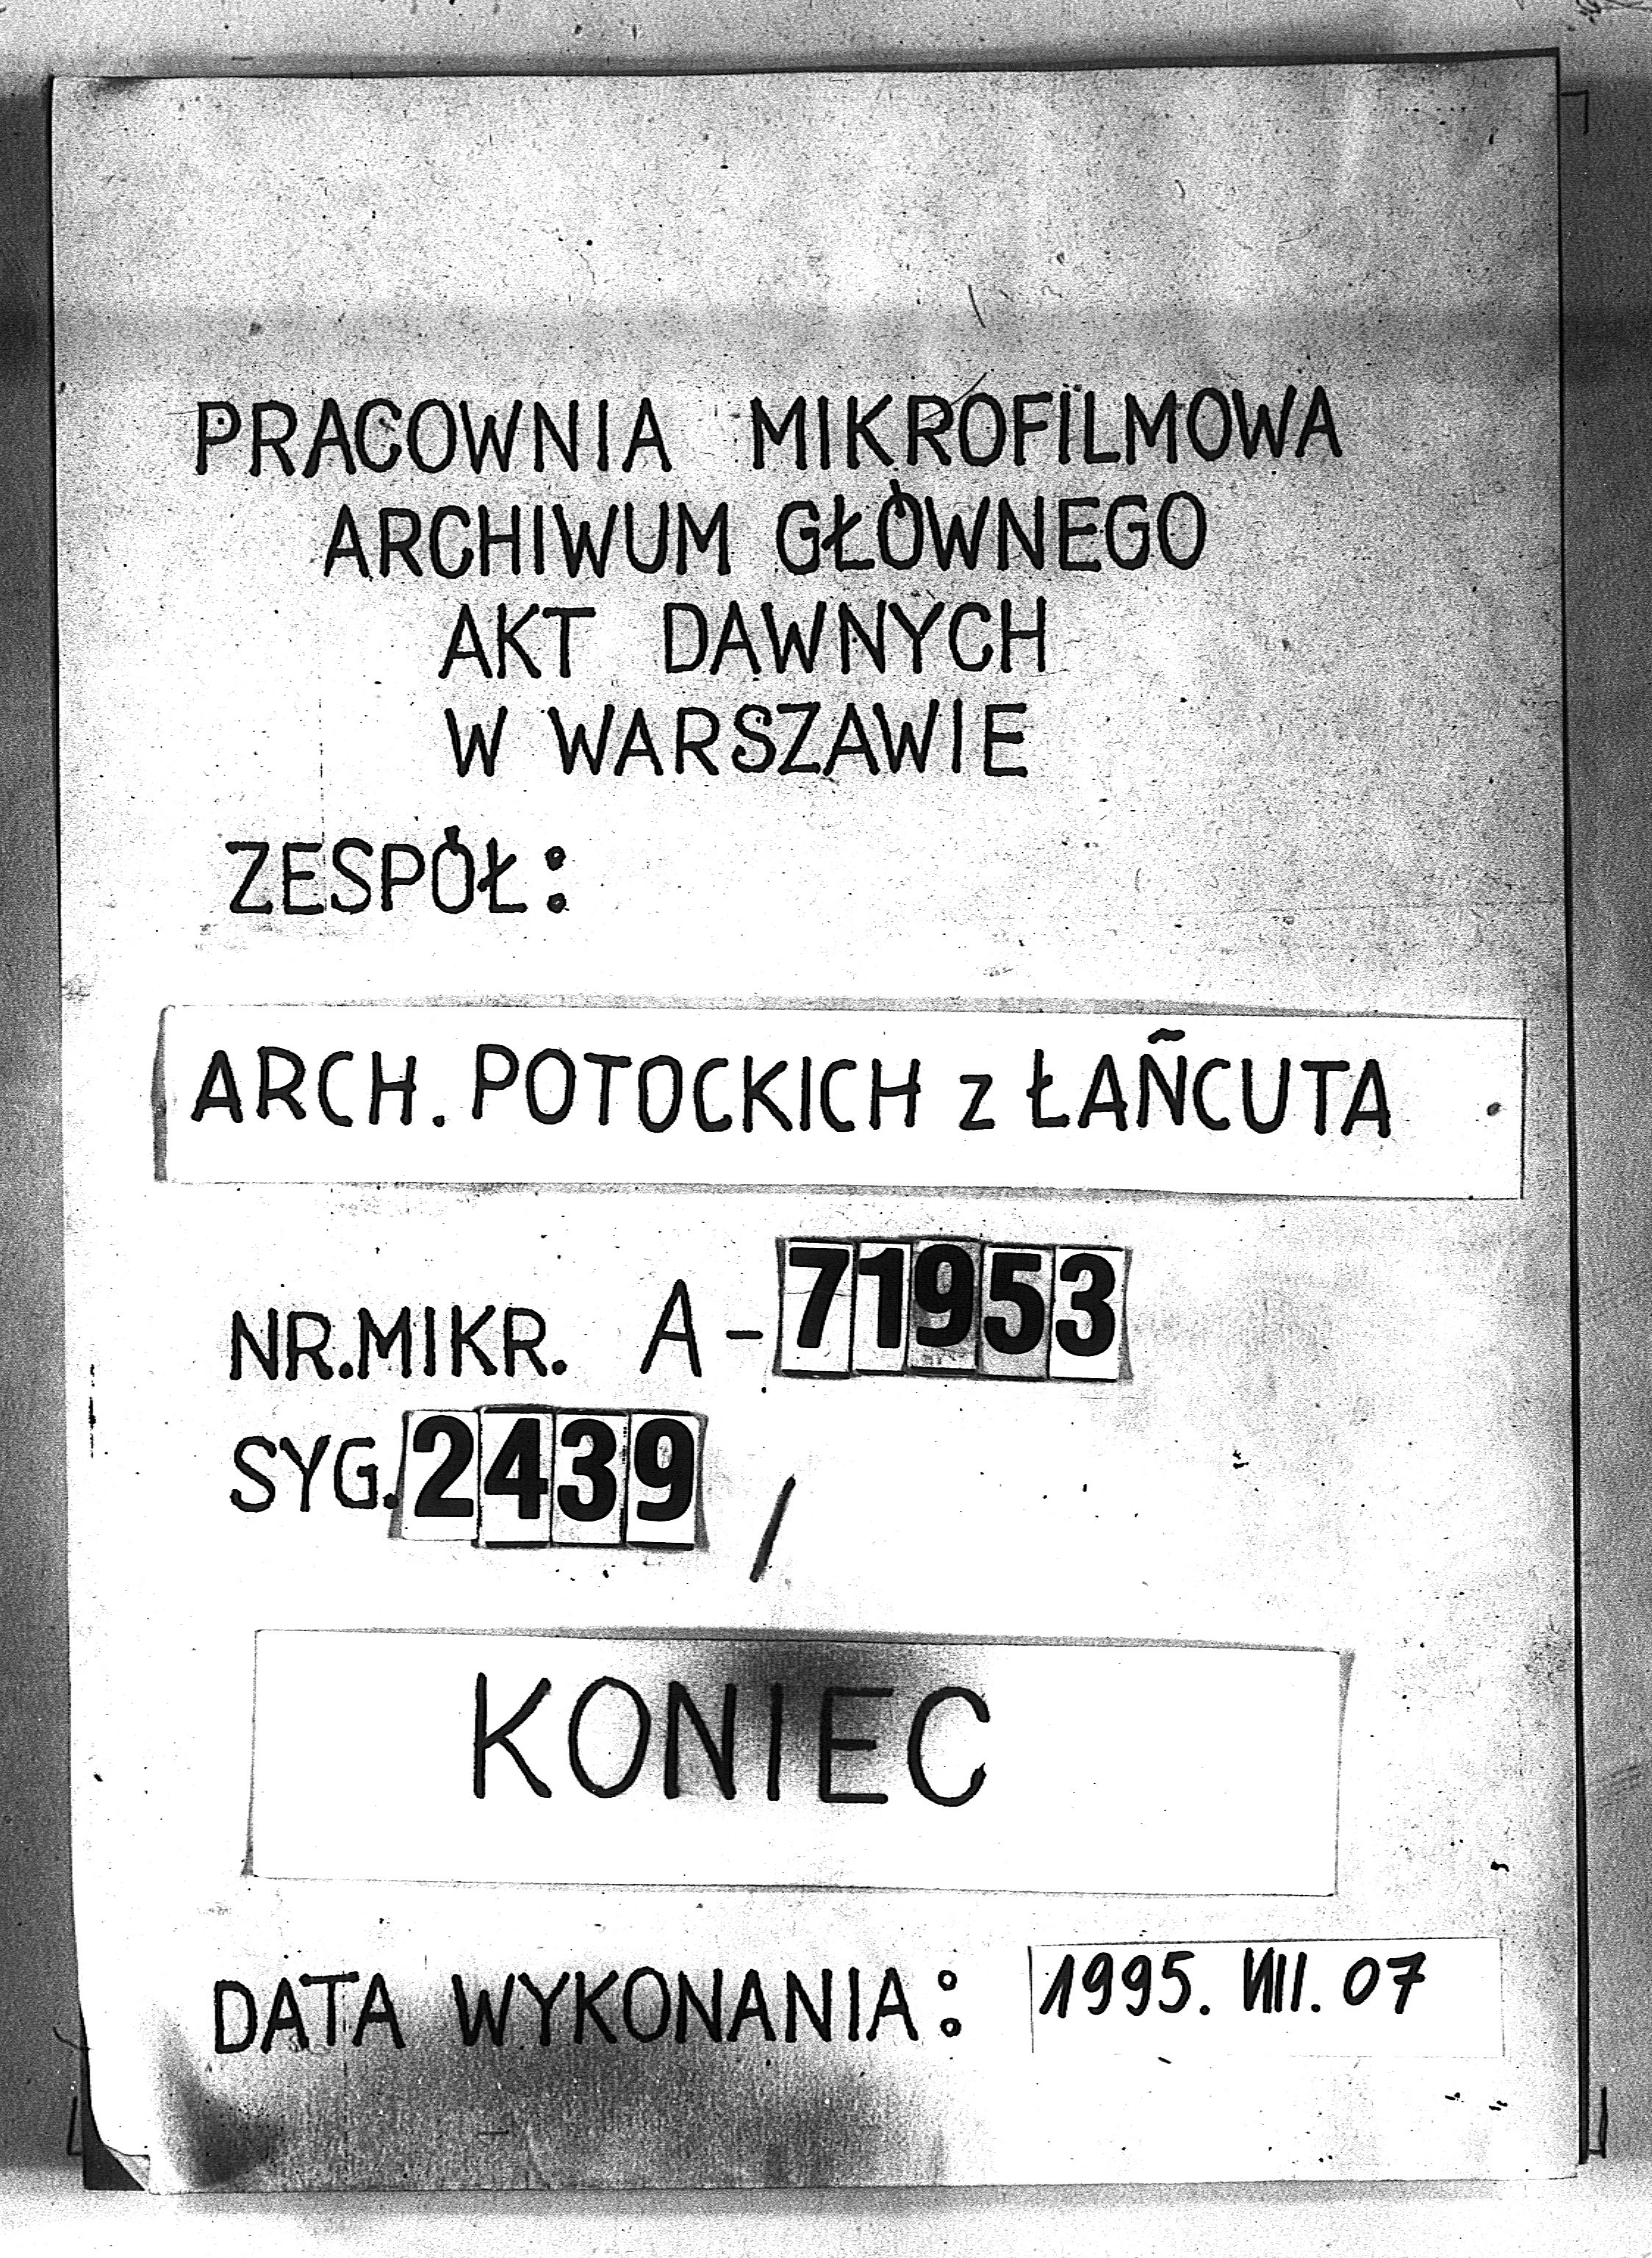 PRACOWNIA MIKROFILMOWA
ARCHIWUM GŁÓWNEGO
AKT DAWNYCH
W WARSZAWIE
ZESPÓŁ:
ARCH. POTOCKICH z ŁAŃCUTA
NR.MIKR. A-71953
SYG. 2439 /
KONIEC
DATA WYKONANIA: 1995. VIII. 07